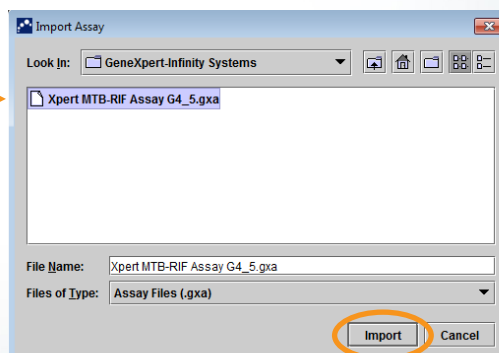 Import Assay
Look In: GeneXpert-Infinity Systems
Xpert MTB-RIF Assay G4_5.gxa
File Name: Xpert MTB-RIF Assay G4_5.gxa
Files of Type: Assay Files (.gxa)
Import Cancel